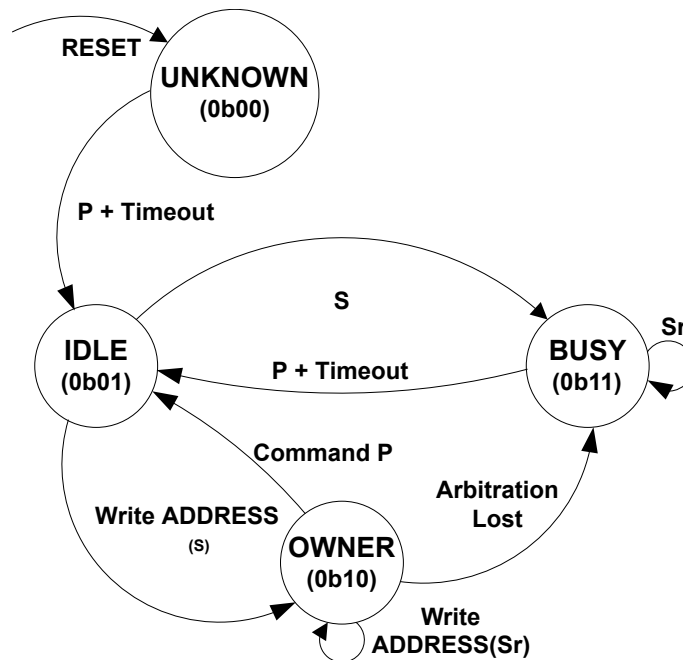 RESET
UNKNOWN
(0b00)
P + Timeout
S
IDLE
(0b01)
BUSY
(0b11)
Sr
P + Timeout
Command P
Write ADDRESS
(S)
Arbitration
Lost
OWNER
(0b10)
Write
ADDRESS(Sr)